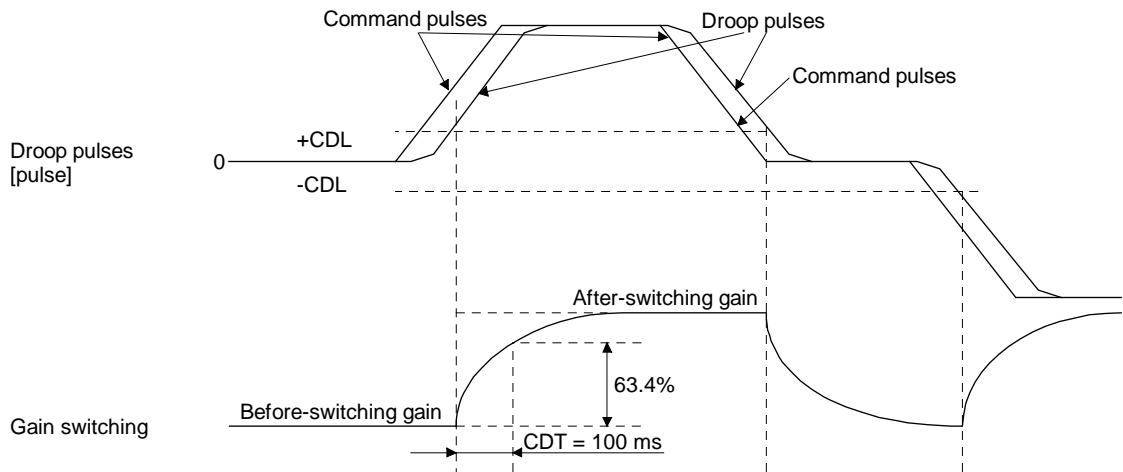 Command pulses
Droop pulses
Command pulses
+CDL
Droop pulses
[pulse]
0
-CDL
After-switching gain
63.4%
Before-switching gain
Gain switching
CDT = 100 ms